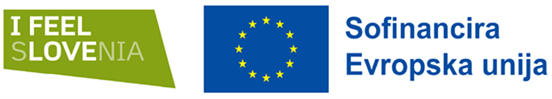 I FEEL
SLOVENIA
Sofinancira
Evropska unija